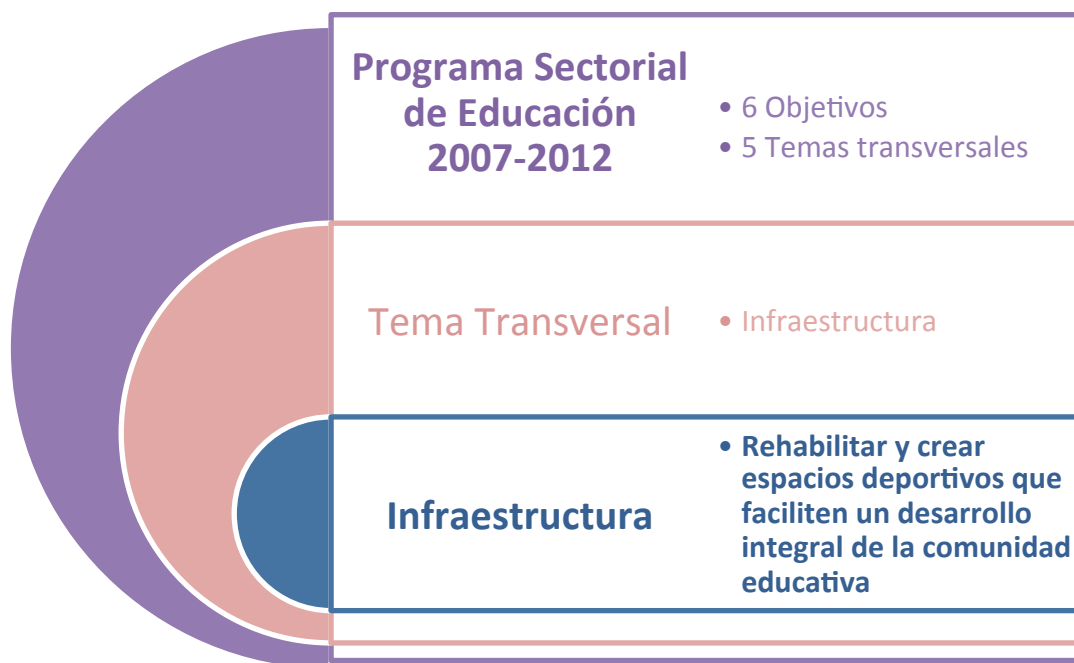 Programa Sectorial
de Educación
2007-2012
• 6 Objetivos
• 5 Temas transversales
Tema Transversal
• Infraestructura
Infraestructura
• Rehabilitar y crear
espacios deportivos que
faciliten un desarrollo
integral de la comunidad
educativa